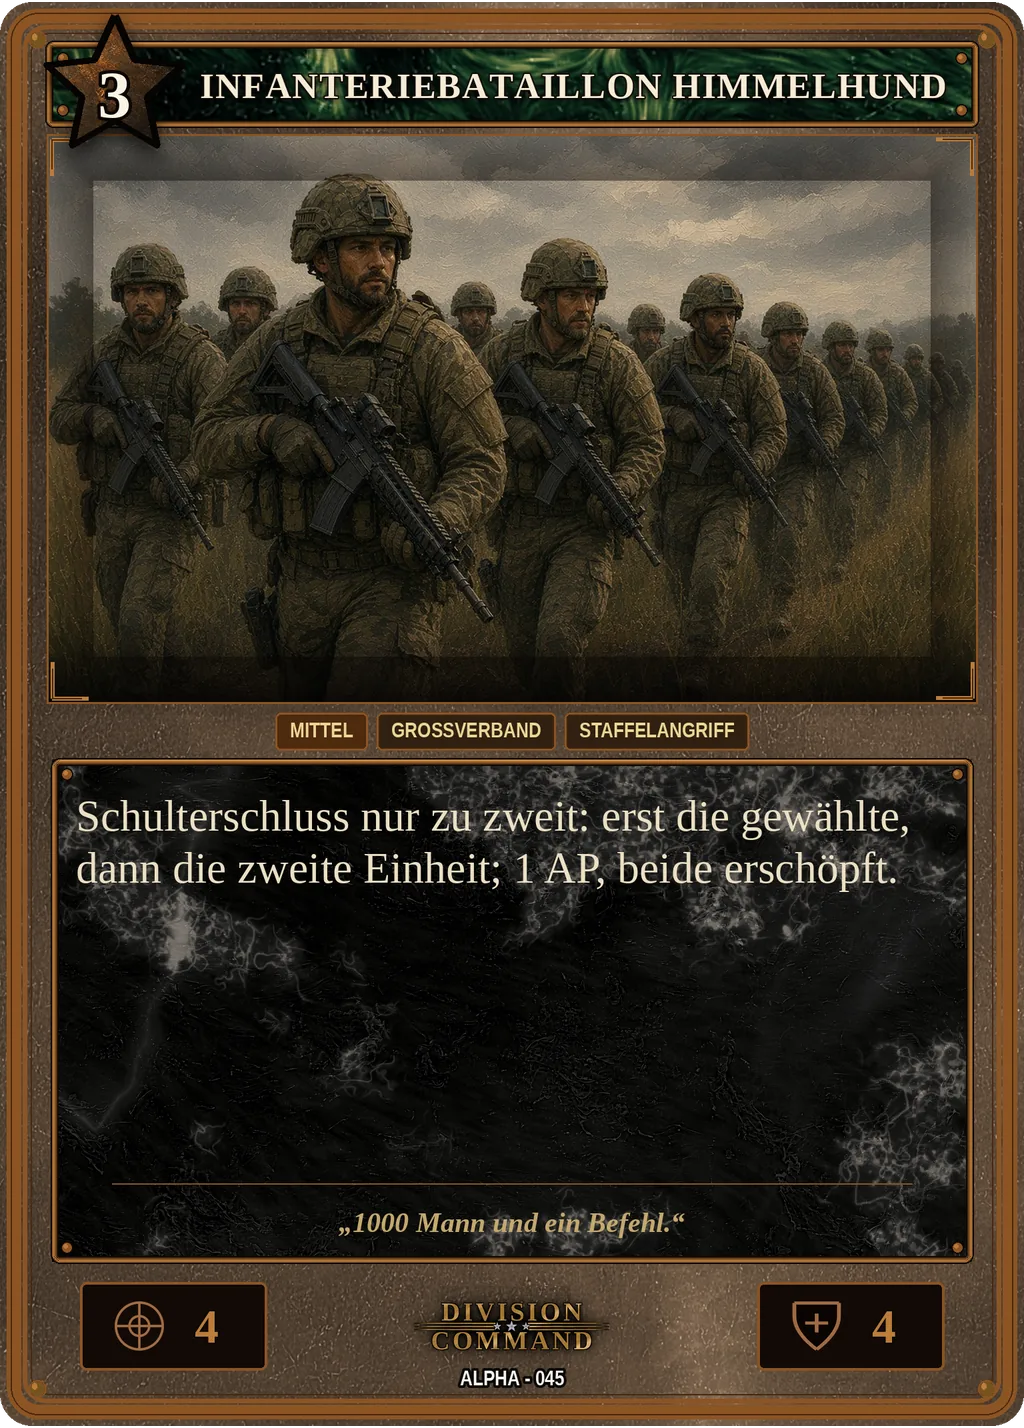 3
INFANTERIEBATAILLON HIMMELHUND
MITTEL GROSSVERBAND STAFFELANGRIFF
Schulterschluss nur zu zweit: erst die gewählte,
dann die zweite Einheit; 1 AP, beide erschöpft.
„1000 Mann und ein Befehl.“
4
DIVISION
COMMAND
4
ALPHA - 045